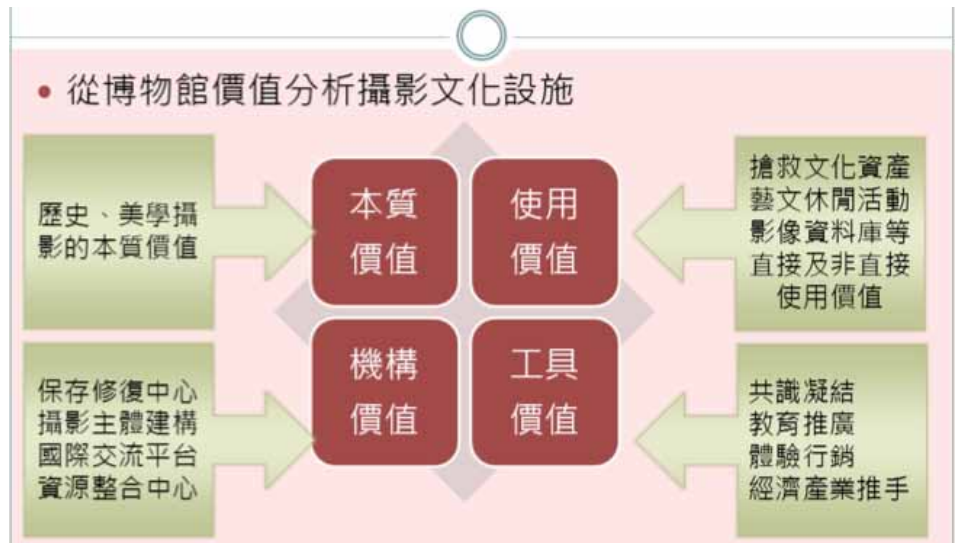 • 從博物館價值分析攝影文化設施
歷史、美學攝
影的本質價值
本質
價值
使用
價值
搶救文化資產
藝文休閒活動
影像資料庫等
直接及非直接
使用價值
保存修復中心
攝影主體建構
國際交流平台
資源整合中心
機構
價值
工具
價值
共識凝結
教育推廣
體驗行銷
經濟產業推手